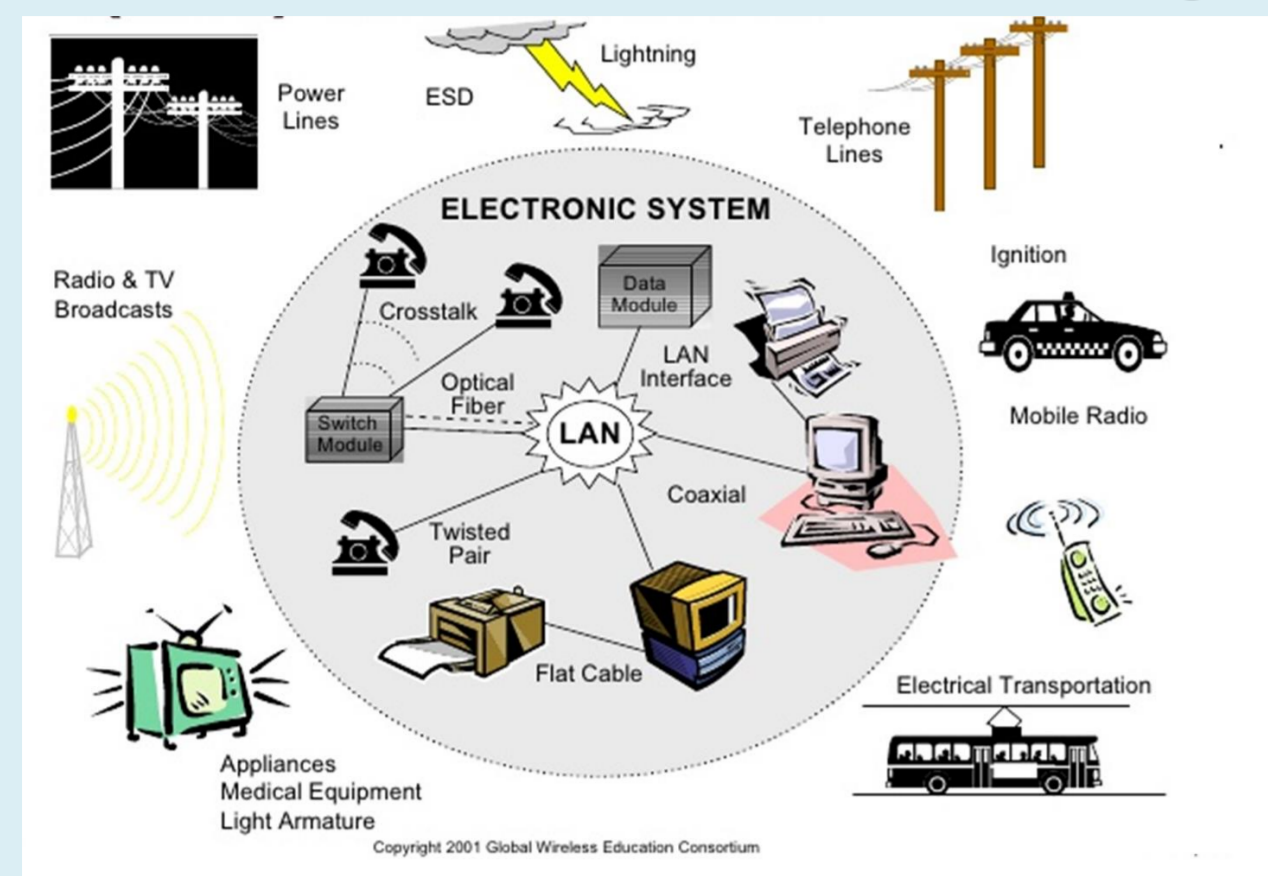 Power
Lines
ESD
Lightning
Telephone
Lines
ELECTRONIC SYSTEM
Radio & TV
Broadcasts
Crosstalk
Data
Module
Ignition
LAN
Interface
Optical
Fiber
Switch
Module
LAN
Mobile Radio
Coaxial
Twisted
Pair
Flat Cable
Electrical Transportation
Appliances
Medical Equipment
Light Armature
Copyright 2001 Global Wireless Education Consortium